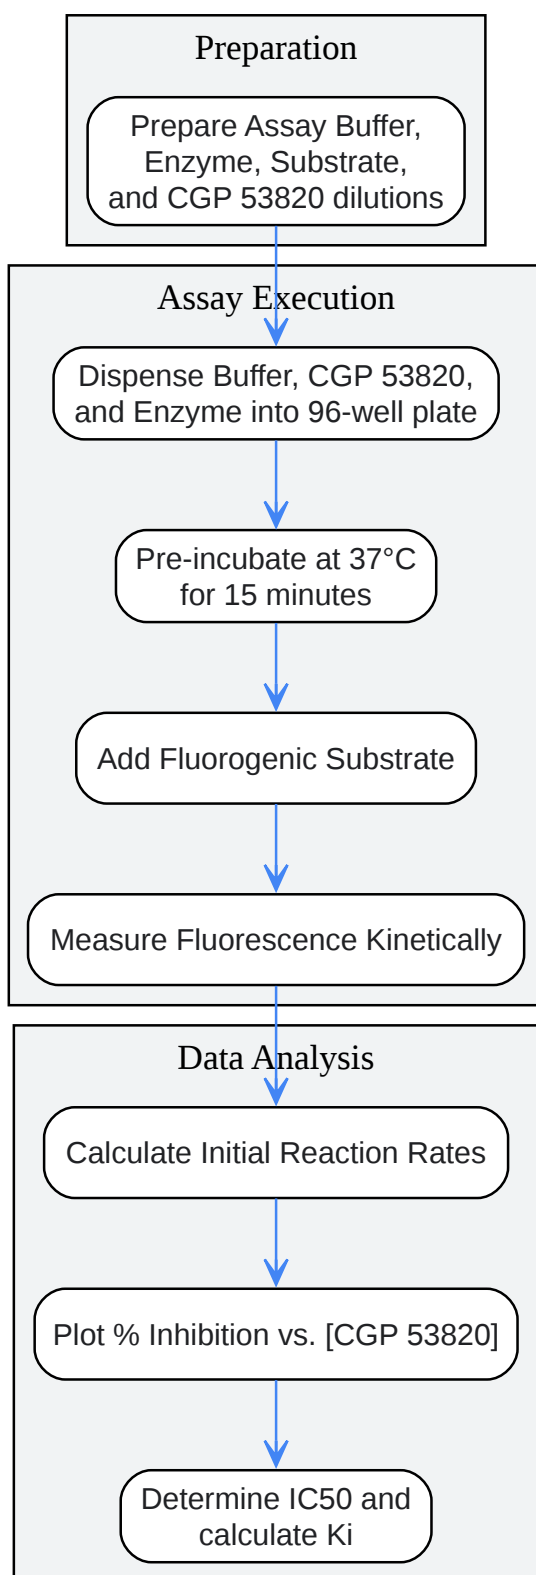 Preparation
Prepare Assay Buffer,
Enzyme, Substrate,
and CGP 53820 dilutions
Assay Execution
Dispense Buffer, CGP 53820,
and Enzyme into 96-well plate
Pre-incubate at 37°C
for 15 minutes
Add Fluorogenic Substrate
Measure Fluorescence Kinetically
Data Analysis
Calculate Initial Reaction Rates
Plot % Inhibition vs. [CGP 53820]
Determine IC50 and
calculate Ki